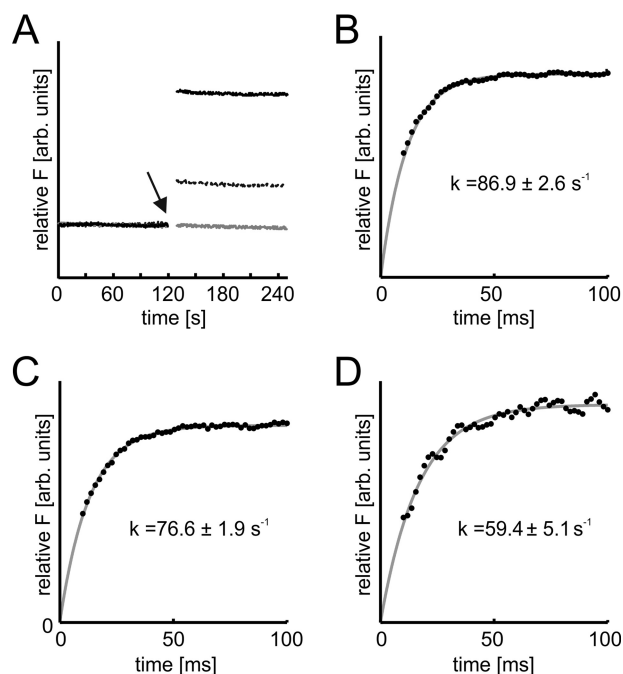 A
relative F [arb. units]
0 60 120 180 240
time [s]
B
relative F [arb. units]
k =86.9 ± 2.6 s⁻¹
0 50 100
time [ms]
C
relative F [arb. units]
k =76.6 ± 1.9 s⁻¹
0
0 50 100
time [ms]
D
relative F [arb. units]
k =59.4 ± 5.1 s⁻¹
0 50 100
time [ms]